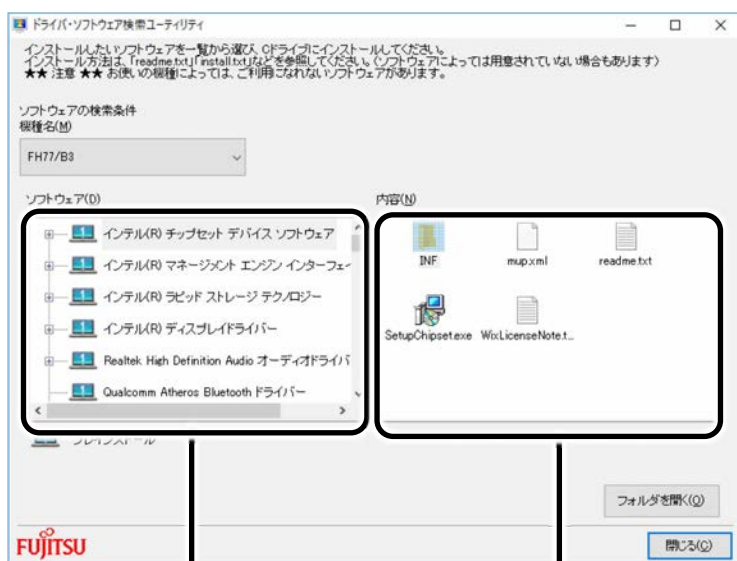 ドライバ・ソフトウェア検索ユーティリティ
インストールしたいソフトウェアを一覧から選び、Cドライブにインストールしてください。
インストール方法は、「readme.txt」「install.txt」などを参照してください。(ソフトウェアによっては用意されていない場合もあります)
★★ 注意 ★★ お使いの機種によっては、ご利用になれないソフトウェアがあります。
ソフトウェアの検索条件
機種名(M)
FH77/B3
ソフトウェア(D)
内容(N)
インテル(R) チップセット デバイス ソフトウェア
インテル(R) マネージメント エンジン インターフェー
インテル(R) ラピッド ストレージ テクノロジー
インテル(R) ディスプレイドライバー
Realtek High Definition Audio オーディオドライバ
Qualcomm Atheros Bluetooth ドライバー
INF
mup.xml
readme.txt
SetupChipset.exe
WixLicenseNote.t...
プレインストール
フォルダを開く(O)
FUJITSU
閉じる(C)